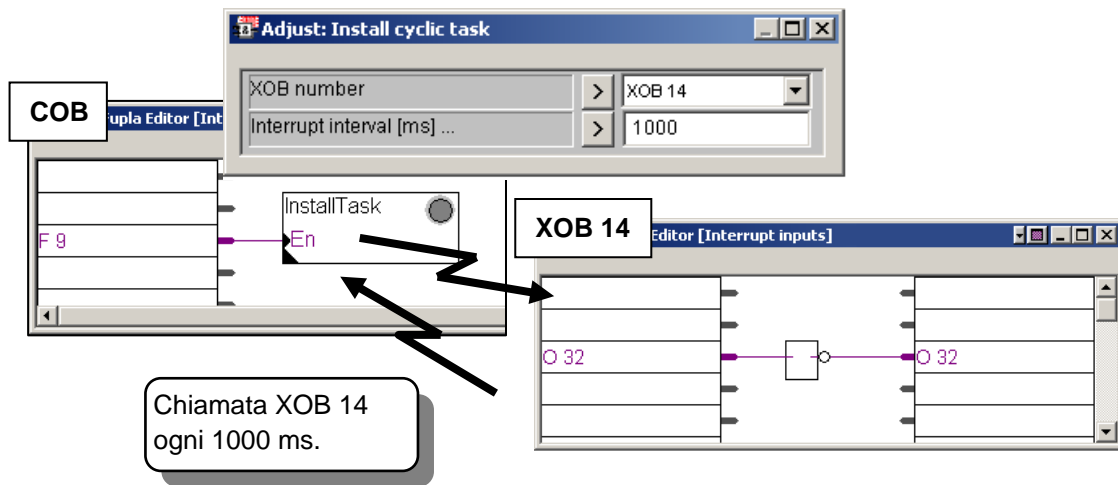 Adjust: Install cyclic task
XOB number
>
XOB 14
Interrupt interval [ms] ...
>
1000
COB
Fupla Editor [Int
InstallTask
F 9
En
XOB 14
Editor [Interrupt inputs]
O 32
O 32
Chiamata XOB 14
ogni 1000 ms.